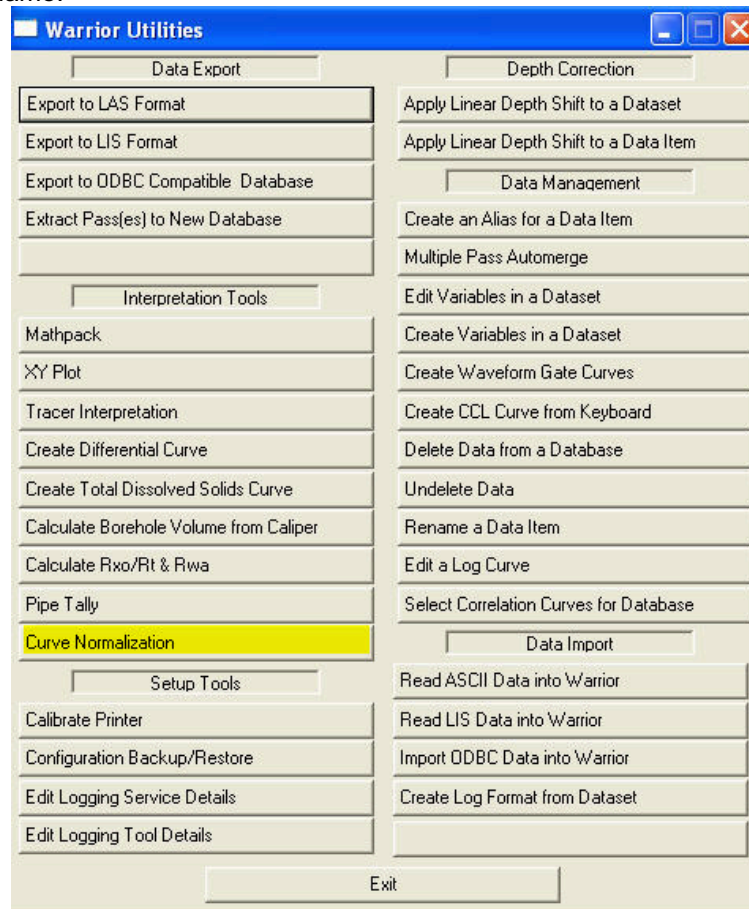 Warrior Utilities
Data Export
Export to LAS Format
Export to LIS Format
Export to ODBC Compatible Database
Extract Pass(es) to New Database
Interpretation Tools
Mathpack
XY Plot
Tracer Interpretation
Create Differential Curve
Create Total Dissolved Solids Curve
Calculate Borehole Volume from Caliper
Calculate Rxo/Rt & Rwa
Pipe Tally
Curve Normalization
Setup Tools
Calibrate Printer
Configuration Backup/Restore
Edit Logging Service Details
Edit Logging Tool Details
Depth Correction
Apply Linear Depth Shift to a Dataset
Apply Linear Depth Shift to a Data Item
Data Management
Create an Alias for a Data Item
Multiple Pass Automerge
Edit Variables in a Dataset
Create Variables in a Dataset
Create Waveform Gate Curves
Create CCL Curve from Keyboard
Delete Data from a Database
Undelete Data
Rename a Data Item
Edit a Log Curve
Select Correlation Curves for Database
Data Import
Read ASCII Data into Warrior
Read LIS Data into Warrior
Import ODBC Data into Warrior
Create Log Format from Dataset
Exit